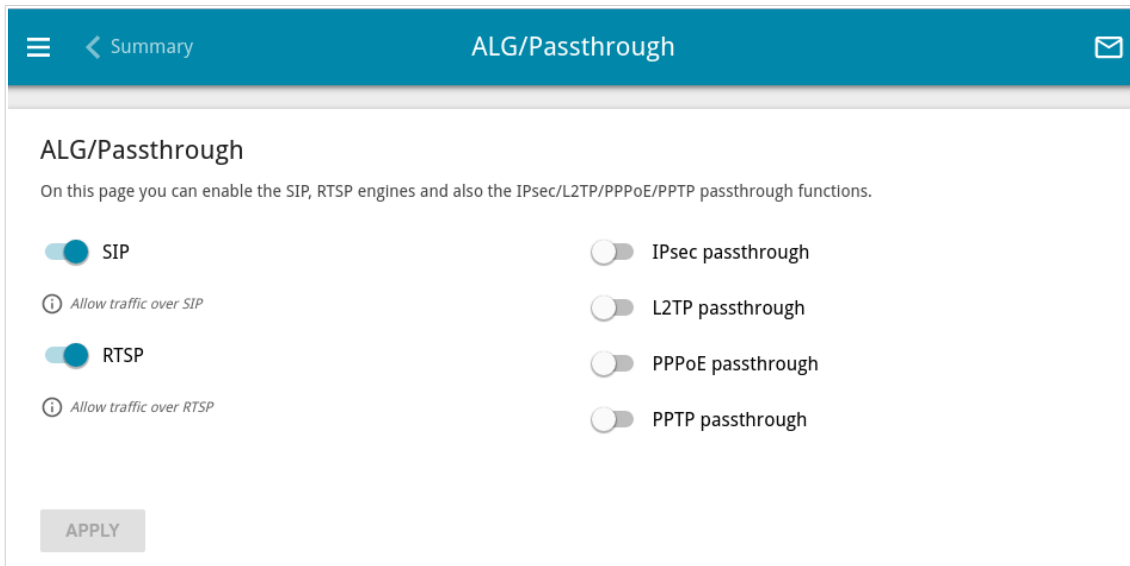 Summary
ALG/Passthrough
ALG/Passthrough
On this page you can enable the SIP, RTSP engines and also the IPsec/L2TP/PPPoE/PPTP passthrough functions.
SIP
Allow traffic over SIP
RTSP
Allow traffic over RTSP
IPsec passthrough
L2TP passthrough
PPPoE passthrough
PPTP passthrough
APPLY